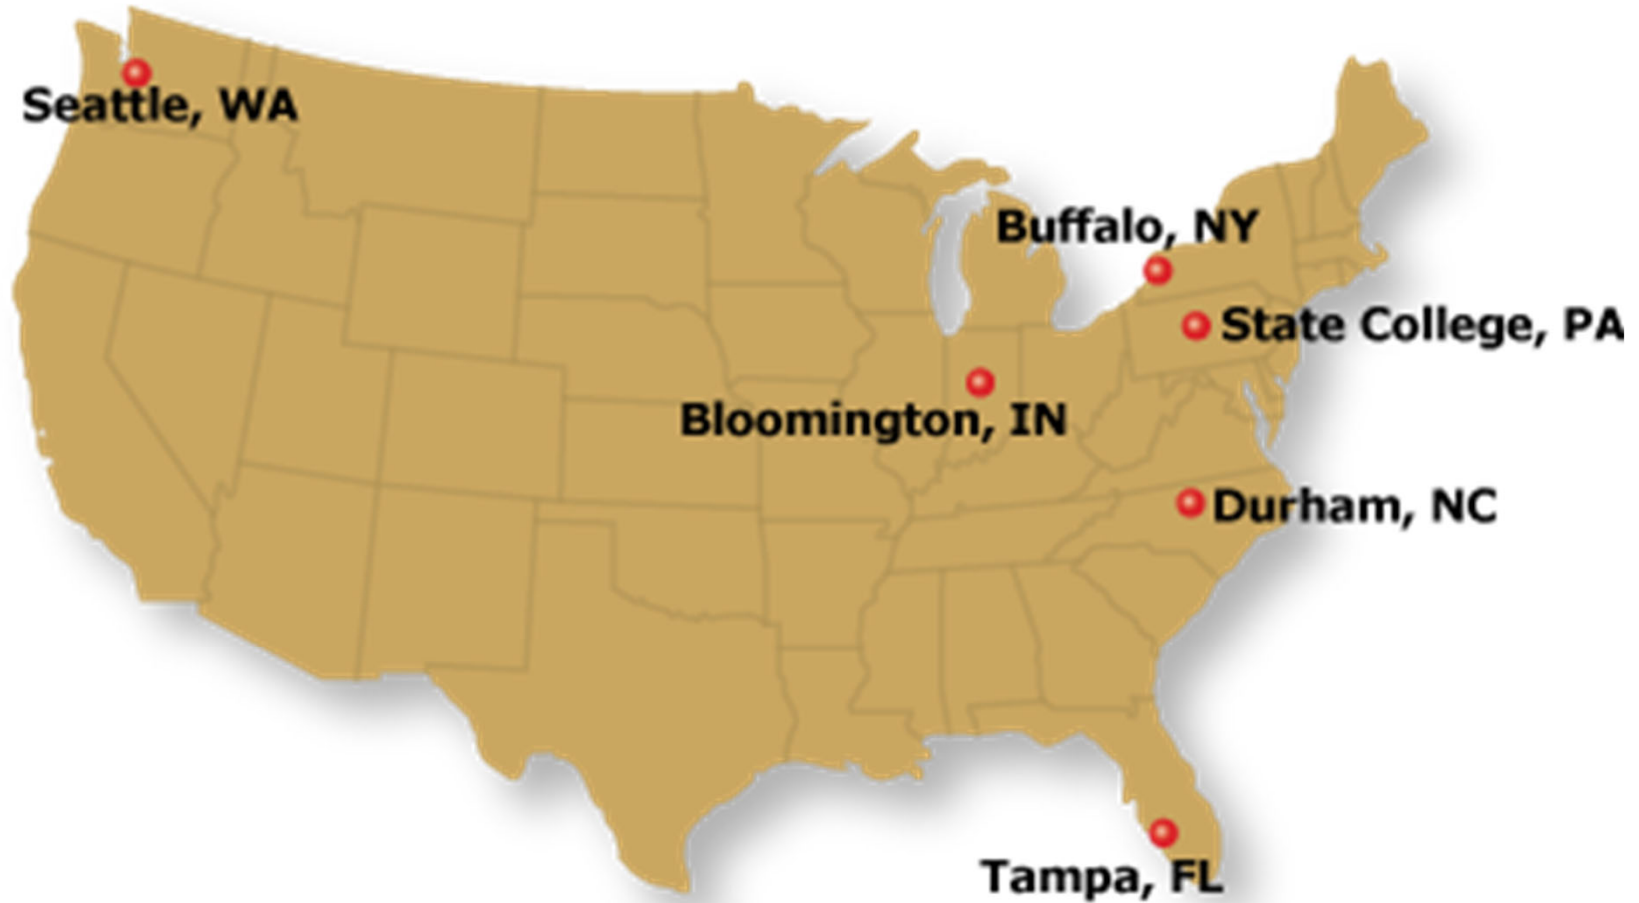 Seattle, WA
Buffalo, NY
State College, PA
Bloomington, IN
Durham, NC
Tampa, FL